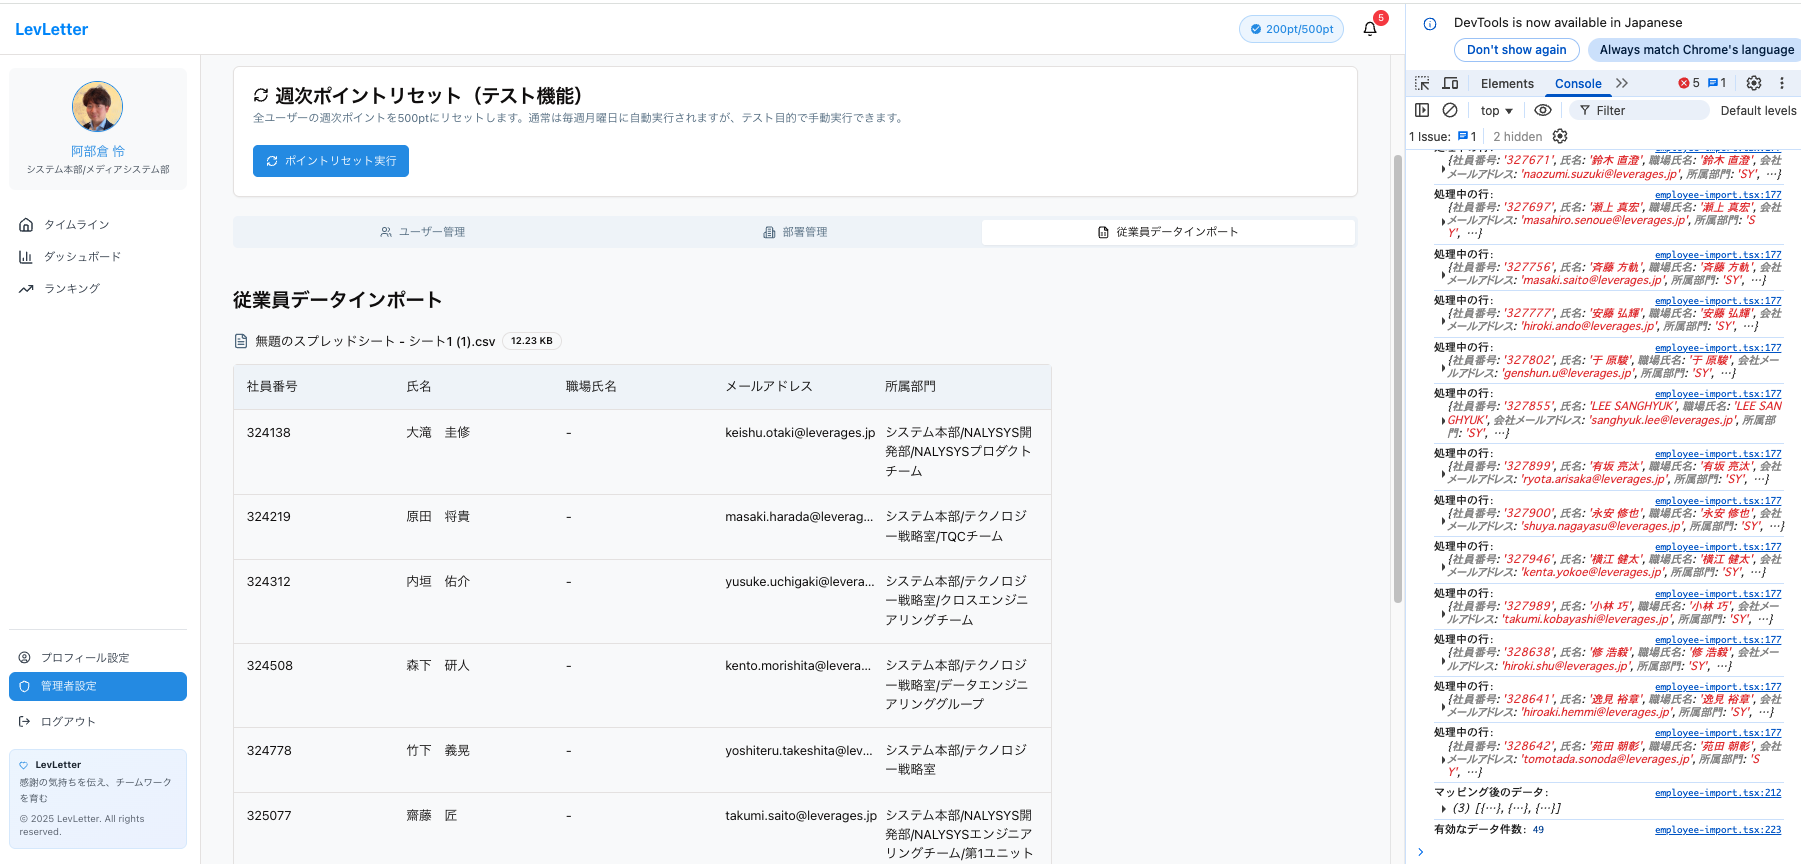 LevLetter
200pt/500pt
5
阿部倉 怜
システム本部/メディアシステム部
タイムライン
ダッシュボード
ランキング
プロフィール設定
管理者設定
ログアウト
LevLetter
感謝の気持ちを伝え、チームワーク
を育む
© 2025 LevLetter. All rights
reserved.
週次ポイントリセット（テスト機能）
全ユーザーの週次ポイントを500ptにリセットします。通常は毎週月曜日に自動実行されますが、テスト目的で手動実行できます。
ポイントリセット実行
ユーザー管理
部署管理
従業員データインポート
従業員データインポート
無題のスプレッドシート - シート1 (1).csv 12.23 KB
社員番号 氏名 職場氏名 メールアドレス 所属部門
324138 大滝 圭修 - keishu.otaki@leverages.jp システム本部/NALYSYS開
発部/NALYSYSプロダクト
チーム
324219 原田 将貴 - masaki.harada@leverag... システム本部/テクノロジ
ー戦略室/TQCチーム
324312 内垣 佑介 - yusuke.uchigaki@levera... システム本部/テクノロジ
ー戦略室/クロスエンジニ
アリングチーム
324508 森下 研人 - kento.morishita@levera... システム本部/テクノロジ
ー戦略室/データエンジニ
アリンググループ
324778 竹下 義晃 - yoshiteru.takeshita@lev... システム本部/テクノロジ
ー戦略室
325077 齋藤 匠 - takumi.saito@leverages.jp システム本部/NALYSYS開
発部/NALYSYSエンジニア
リングチーム/第1ユニット
DevTools is now available in Japanese
Don't show again
Always match Chrome's language
Elements
Console
5
1
top
Filter
Default levels
1 Issue: 1
2 hidden
処理中の行: employee-import.tsx:177
{社員番号: '327671', 氏名: '鈴木 直澄', 職場氏名: '鈴木 直澄', 会社
メールアドレス: 'naozumi.suzuki@leverages.jp', 所属部門: 'SY', …}
処理中の行: employee-import.tsx:177
{社員番号: '327697', 氏名: '瀬上 真宏', 職場氏名: '瀬上 真宏', 会社
メールアドレス: 'masahiro.senoue@leverages.jp', 所属部門: 'S
Y', …}
処理中の行: employee-import.tsx:177
{社員番号: '327756', 氏名: '斉藤 方軌', 職場氏名: '斉藤 方軌', 会社
メールアドレス: 'masaki.saito@leverages.jp', 所属部門: 'SY', …}
処理中の行: employee-import.tsx:177
{社員番号: '327777', 氏名: '安藤 弘輝', 職場氏名: '安藤 弘輝', 会社
メールアドレス: 'hiroki.ando@leverages.jp', 所属部門: 'SY', …}
処理中の行: employee-import.tsx:177
{社員番号: '327802', 氏名: '于 原駿', 職場氏名: '于 原駿', 会社メー
ルアドレス: 'genshun.u@leverages.jp', 所属部門: 'SY', …}
処理中の行: employee-import.tsx:177
{社員番号: '327855', 氏名: 'LEE SANGHYUK', 職場氏名: 'LEE SAN
GHYUK', 会社メールアドレス: 'sanghyuk.lee@leverages.jp', 所属部
門: 'SY', …}
処理中の行: employee-import.tsx:177
{社員番号: '327899', 氏名: '有坂 亮汰', 職場氏名: '有坂 亮汰', 会社
メールアドレス: 'ryota.arisaka@leverages.jp', 所属部門: 'SY', …}
処理中の行: employee-import.tsx:177
{社員番号: '327900', 氏名: '永安 修也', 職場氏名: '永安 修也', 会社
メールアドレス: 'shuya.nagayasu@leverages.jp', 所属部門: 'SY', …}
処理中の行: employee-import.tsx:177
{社員番号: '327946', 氏名: '横江 健太', 職場氏名: '横江 健太', 会社
メールアドレス: 'kenta.yokoe@leverages.jp', 所属部門: 'SY', …}
処理中の行: employee-import.tsx:177
{社員番号: '327989', 氏名: '小林 巧', 職場氏名: '小林 巧', 会社メー
ルアドレス: 'takumi.kobayashi@leverages.jp', 所属部門: 'SY', …}
処理中の行: employee-import.tsx:177
{社員番号: '328638', 氏名: '修 浩毅', 職場氏名: '修 浩毅', 会社メー
ルアドレス: 'hiroki.shu@leverages.jp', 所属部門: 'SY', …}
処理中の行: employee-import.tsx:177
{社員番号: '328641', 氏名: '逸見 裕章', 職場氏名: '逸見 裕章', 会社
メールアドレス: 'hiroaki.hemmi@leverages.jp', 所属部門: 'SY', …}
処理中の行: employee-import.tsx:177
{社員番号: '328642', 氏名: '苑田 朝彰', 職場氏名: '苑田 朝彰', 会社
メールアドレス: 'tomotada.sonoda@leverages.jp', 所属部門: 'S
Y', …}
マッピング後のデータ: employee-import.tsx:212
(3) [{…}, {…}, {…}]
有効なデータ件数: 49 employee-import.tsx:223